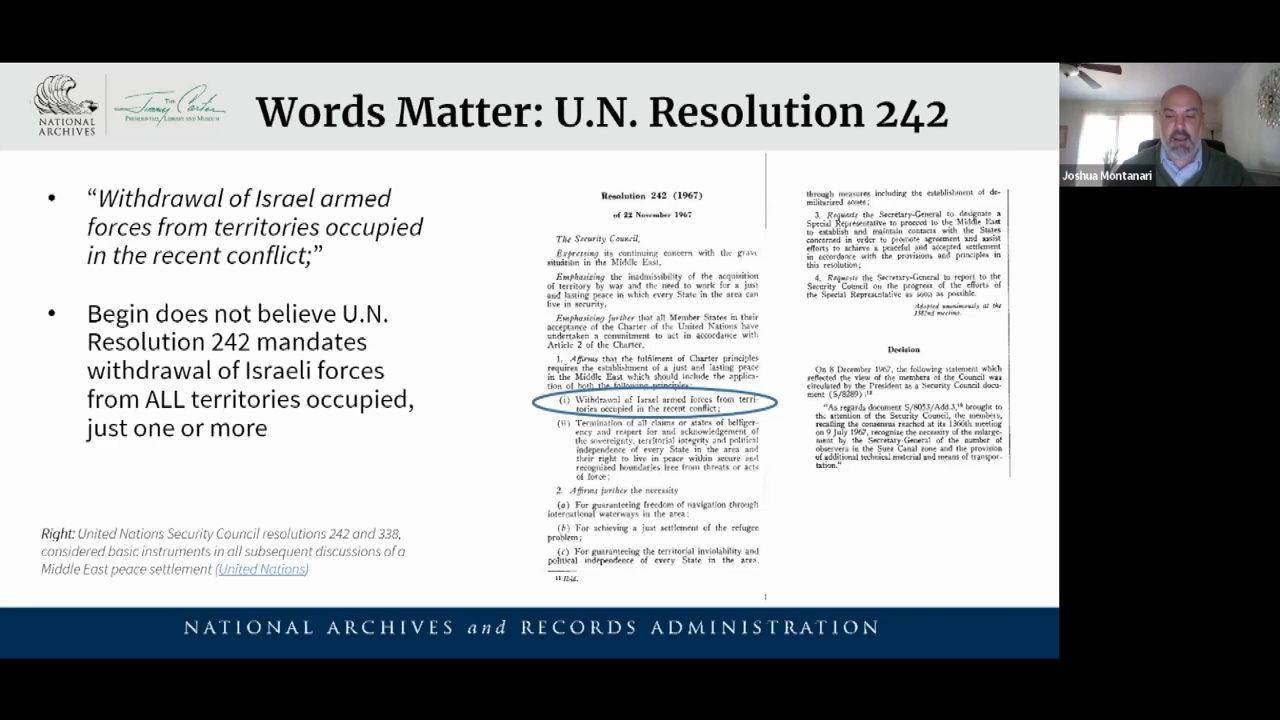 NATIONAL
ARCHIVES
THE
Jimmy Carter
PRESIDENTIAL LIBRARY AND MUSEUM
Words Matter: U.N. Resolution 242
• “Withdrawal of Israel armed
forces from territories occupied
in the recent conflict;”
• Begin does not believe U.N.
Resolution 242 mandates
withdrawal of Israeli forces
from ALL territories occupied,
just one or more
Right: United Nations Security Council resolutions 242 and 338,
considered basic instruments in all subsequent discussions of a
Middle East peace settlement (United Nations)
Resolution 242 (1967)
of 22 November 1967
The Security Council,
Expressing its continuing concern with the grave
situation in the Middle East,
Emphasizing the inadmissibility of the acquisition
of territory by war and the need to work for a just
and lasting peace in which every State in the area can
live in security,
Emphasizing further that all Member States in their
acceptance of the Charter of the United Nations have
undertaken a commitment to act in accordance with
Article 2 of the Charter,
1. Affirms that the fulfilment of Charter principles
requires the establishment of a just and lasting peace
in the Middle East which should include the applica-
tion of both the following principles:
(i) Withdrawal of Israel armed forces from terri-
tories occupied in the recent conflict;
(ii) Termination of all claims or states of belliger-
ency and respect for and acknowledgement of
the sovereignty, territorial integrity and political
independence of every State in the area and
their right to live in peace within secure and
recognized boundaries free from threats or acts
of force;
2. Affirms further the necessity
(a) For guaranteeing freedom of navigation through
international waterways in the area;
(b) For achieving a just settlement of the refugee
problem;
(c) For guaranteeing the territorial inviolability and
political independence of every State in the area,
11 Ibid.
through measures including the establishment of de-
militarized zones;
3. Requests the Secretary-General to designate a
Special Representative to proceed to the Middle East
to establish and maintain contacts with the States
concerned in order to promote agreement and assist
efforts to achieve a peaceful and accepted settlement
in accordance with the provisions and principles in
this resolution;
4. Requests the Secretary-General to report to the
Security Council on the progress of the efforts of
the Special Representative as soon as possible.
Adopted unanimously at the
1382nd meeting.
Decision
On 8 December 1967, the following statement which
reflected the view of the members of the Council was
circulated by the President as a Security Council docu-
ment (S/8289):
“As regards document S/8053/Add.3, brought to
the attention of the Security Council, the members,
recalling the consensus reached at its 1366th meeting
on 9 July 1967, recognize the necessity of the enlarge-
ment by the Secretary-General of the number of
observers in the Suez Canal zone and the provision
of additional technical material and means of transpor-
tation.”
1
NATIONAL ARCHIVES and RECORDS ADMINISTRATION
Joshua Montanari